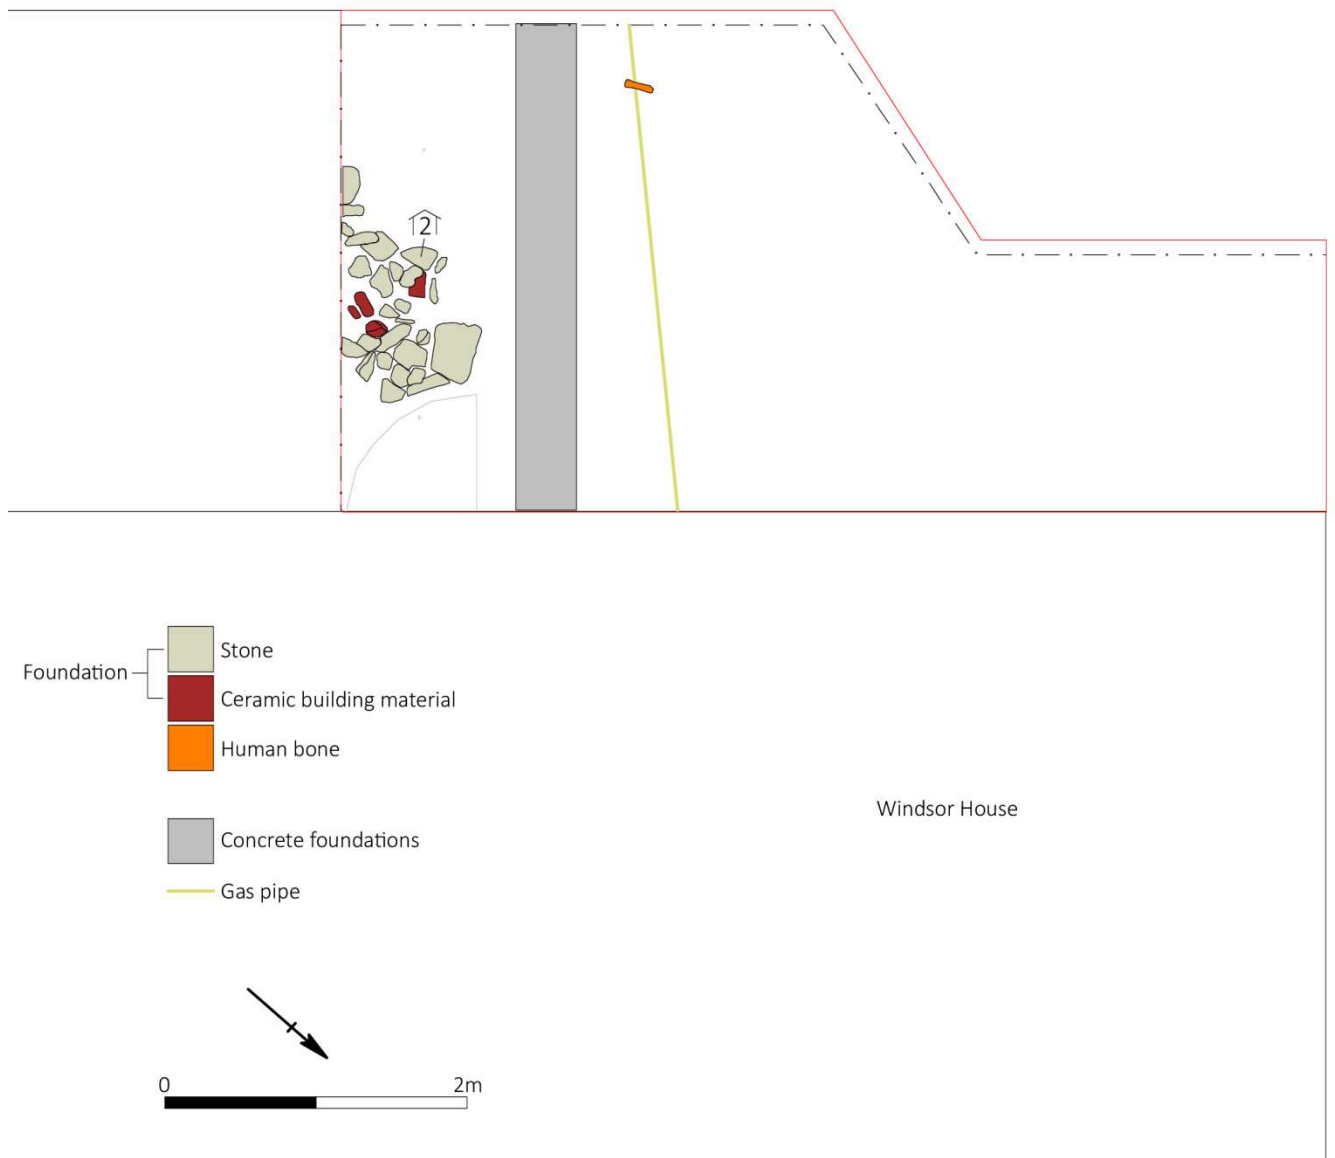 2
Stone
Foundation
Ceramic building material
Human bone
Windsor House
Concrete foundations
Gas pipe
0 2m